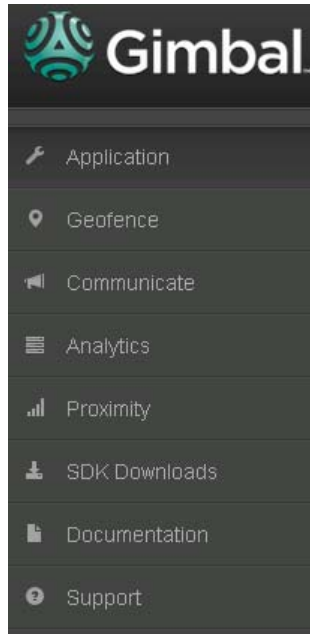 Gimbal
Application
Geofence
Communicate
Analytics
Proximity
SDK Downloads
Documentation
Support